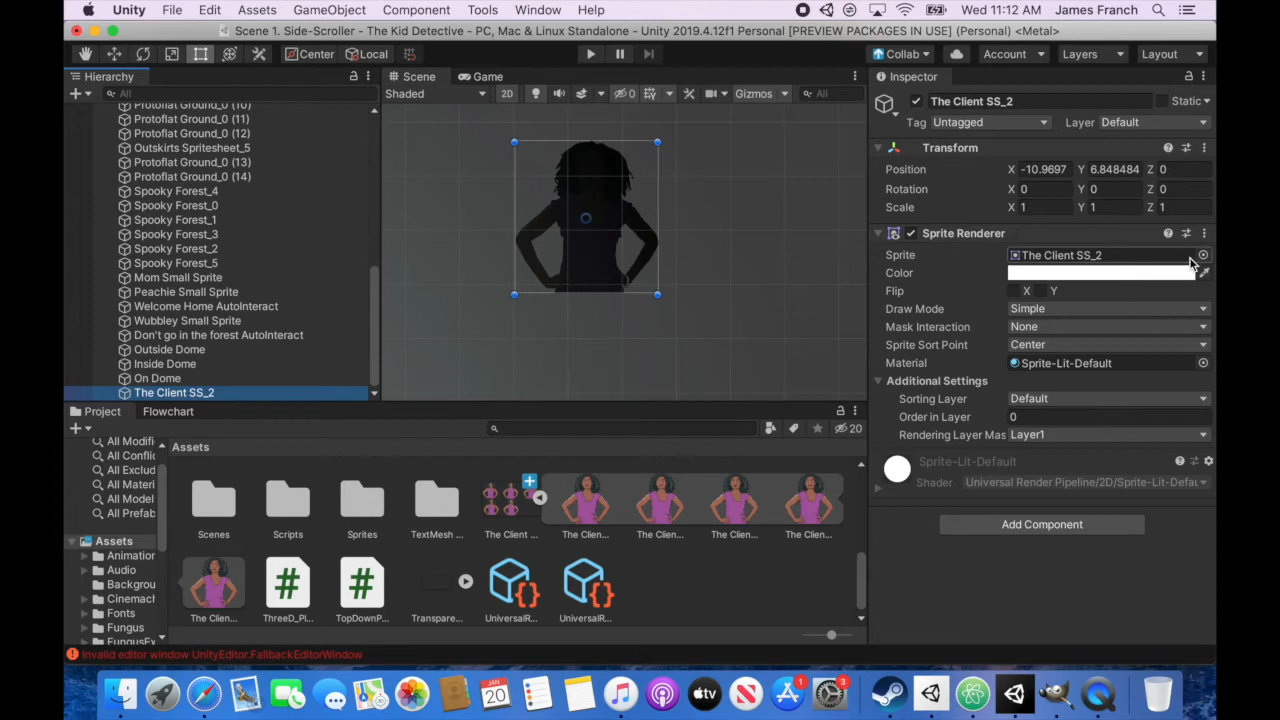 Unity File Edit Assets GameObject Component Tools Window Help Wed 11:12 AM James Franch
Scene 1. Side-Scroller - The Kid Detective - PC, Mac & Linux Standalone - Unity 2019.4.12f1 Personal [PREVIEW PACKAGES IN USE] (Personal) <Metal>
Center Local Collab Account Layers Layout
Hierarchy
All
Protoflat Ground_0 (10)
Protoflat Ground_0 (11)
Protoflat Ground_0 (12)
Outskirts Spritesheet_5
Protoflat Ground_0 (13)
Protoflat Ground_0 (14)
Spooky Forest_4
Spooky Forest_0
Spooky Forest_1
Spooky Forest_3
Spooky Forest_2
Spooky Forest_5
Mom Small Sprite
Peachie Small Sprite
Welcome Home AutoInteract
Wubbley Small Sprite
Don't go in the forest AutoInteract
Outside Dome
Inside Dome
On Dome
The Client SS_2
Scene Game
Shaded 2D 0 Gizmos All
Inspector
The Client SS_2 Static
Tag Untagged Layer Default
Transform
Position X -10.9697 Y 6.848484 Z 0
Rotation X 0 Y 0 Z 0
Scale X 1 Y 1 Z 1
Sprite Renderer
Sprite The Client SS_2
Color
Flip X Y
Draw Mode Simple
Mask Interaction None
Sprite Sort Point Center
Material Sprite-Lit-Default
Additional Settings
Sorting Layer Default
Order in Layer 0
Rendering Layer Mas Layer1
Sprite-Lit-Default
Shader Universal Render Pipeline/2D/Sprite-Lit-Defau
Add Component
Project Flowchart
20
All Modifi
All Conflic
All Exclud
All Materi
All Model
All Prefab
Assets
Animation
Audio
Backgrou
Cinemach
Fonts
Fungus
FungusEx
Assets
Scenes Scripts Sprites TextMesh ... The Client ... The Clien... The Clien... The Clien... The Clien...
The Clien... ThreeD_Pl... TopDownP... Transpare... UniversalR... UniversalR...
Invalid editor window UnityEditor.FallbackEditorWindow
JAN
20
1
3